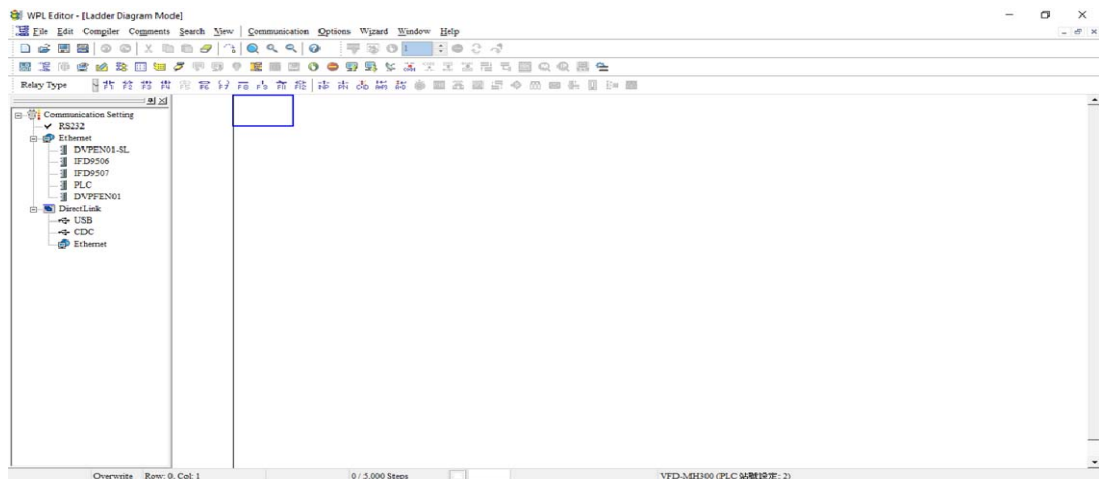 WPL Editor - [Ladder Diagram Mode]
File Edit Compiler Comments Search View Communication Options Wizard Window Help
Relay Type
Communication Setting
RS232
Ethernet
DVPEN01-SL
IFD9506
IFD9507
PLC
DVPFEN01
DirectLink
USB
CDC
Ethernet
Overwrite Row: 0, Col: 1 0 / 5,000 Steps VFD-MH300 (PLC 站號設定: 2)